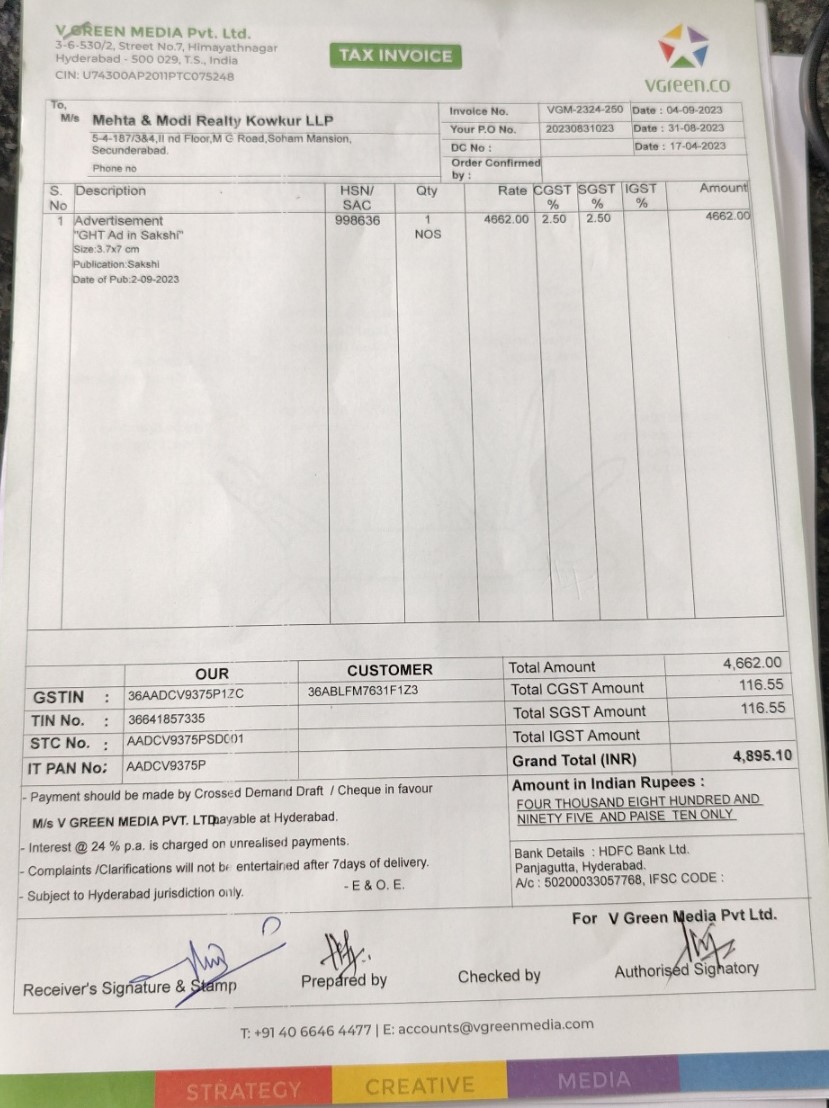 V GREEN MEDIA Pvt. Ltd.
3-6-530/2, Street No.7, Himayathnagar
Hyderabad - 500 029, T.S., India
CIN: U74300AP2011PTC075248
TAX INVOICE
vGreen.co
To,
M/s Mehta & Modi Realty Kowkur LLP
5-4-187/3&4,II nd Floor,M G Road,Soham Mansion,
Secunderabad.
Phone no
Invoice No. VGM-2324-250 Date : 04-09-2023
Your P.O No. 20230831023 Date : 31-08-2023
DC No : Date : 17-04-2023
Order Confirmed
by :
S. No Description HSN/ SAC Qty Rate CGST % SGST % IGST % Amount
1 Advertisement 998636 1 4662.00 2.50 2.50 4662.00
"GHT Ad in Sakshi" NOS
Size:3.7x7 cm
Publication:Sakshi
Date of Pub:2-09-2023
OUR CUSTOMER
GSTIN : 36AADCV9375P1ZC 36ABLFM7631F1Z3
TIN No. : 36641857335
STC No. : AADCV9375PSD001
IT PAN No: AADCV9375P
Total Amount 4,662.00
Total CGST Amount 116.55
Total SGST Amount 116.55
Total IGST Amount
Grand Total (INR) 4,895.10
- Payment should be made by Crossed Demand Draft / Cheque in favour
M/s V GREEN MEDIA PVT. LTD payable at Hyderabad.
- Interest @ 24 % p.a. is charged on unrealised payments.
- Complaints /Clarifications will not be entertained after 7days of delivery.
- Subject to Hyderabad jurisdiction only.
- E & O. E.
Amount in Indian Rupees :
FOUR THOUSAND EIGHT HUNDRED AND
NINETY FIVE AND PAISE TEN ONLY
Bank Details : HDFC Bank Ltd.
Panjagutta, Hyderabad.
A/c : 50200033057768, IFSC CODE :
For V Green Media Pvt Ltd.
Receiver's Signature & Stamp Prepared by Checked by Authorised Signatory
T: +91 40 6646 4477 | E: accounts@vgreenmedia.com
STRATEGY CREATIVE MEDIA